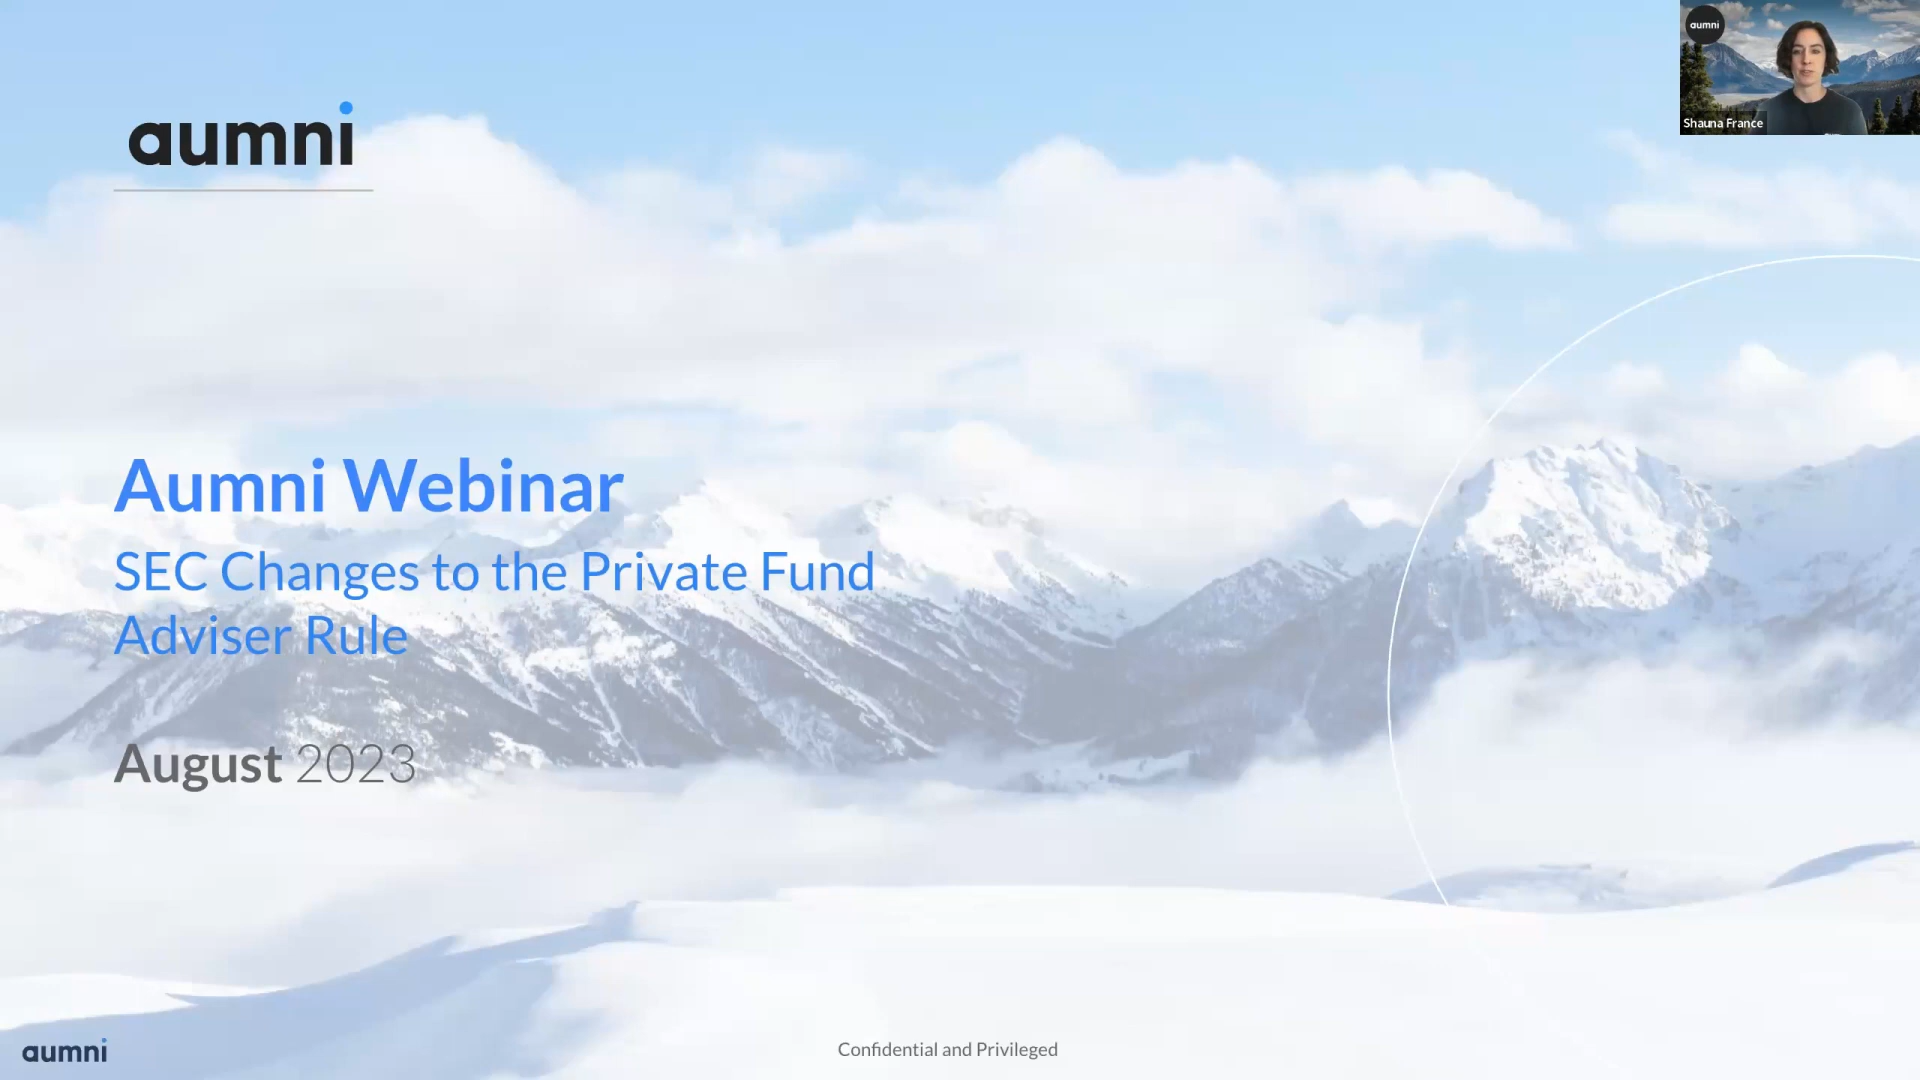 aumni
Shauna France
aumni
Aumni Webinar
SEC Changes to the Private Fund
Adviser Rule
August 2023
aumni
Confidential and Privileged